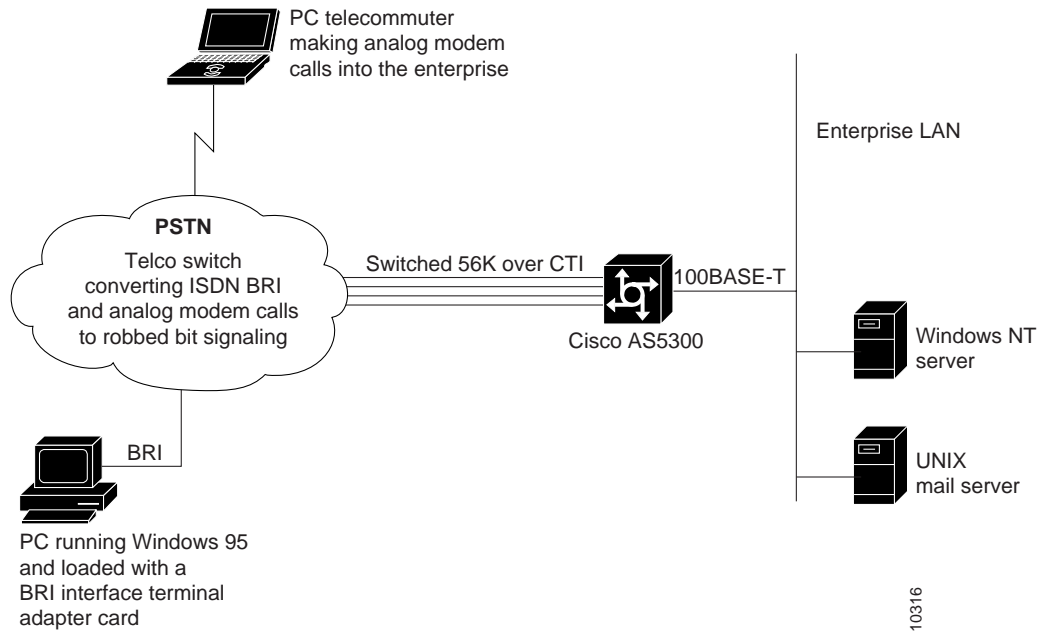 PC telecommuter
making analog modem
calls into the enterprise
Enterprise LAN
PSTN
Telco switch
converting ISDN BRI
and analog modem calls
to robbed bit signaling
Switched 56K over CTI
100BASE-T
Cisco AS5300
Windows NT
server
BRI
UNIX
mail server
PC running Windows 95
and loaded with a
BRI interface terminal
adapter card
10316